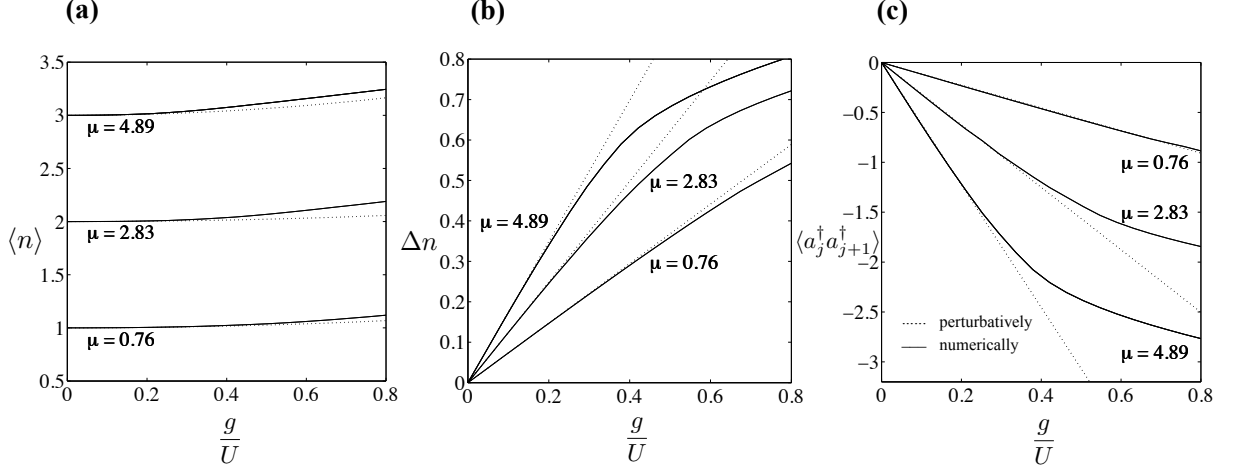 (a)
3.5
3
μ = 4.89
2.5
2
μ = 2.83
⟨n⟩
1.5
1
μ = 0.76
0.5
0 0.2 0.4 0.6 0.8
g
U
(b)
0.8
0.7
0.6
0.5
μ = 2.83
0.4
μ = 4.89
Δn
0.3
μ = 0.76
0.2
0.1
0
0 0.2 0.4 0.6 0.8
g
U
(c)
0
−0.5
−1
μ = 0.76
−1.5
μ = 2.83
⟨a†j a†j+1⟩
−2
−2.5
perturbatively
numerically
μ = 4.89
−3
0 0.2 0.4 0.6 0.8
g
U